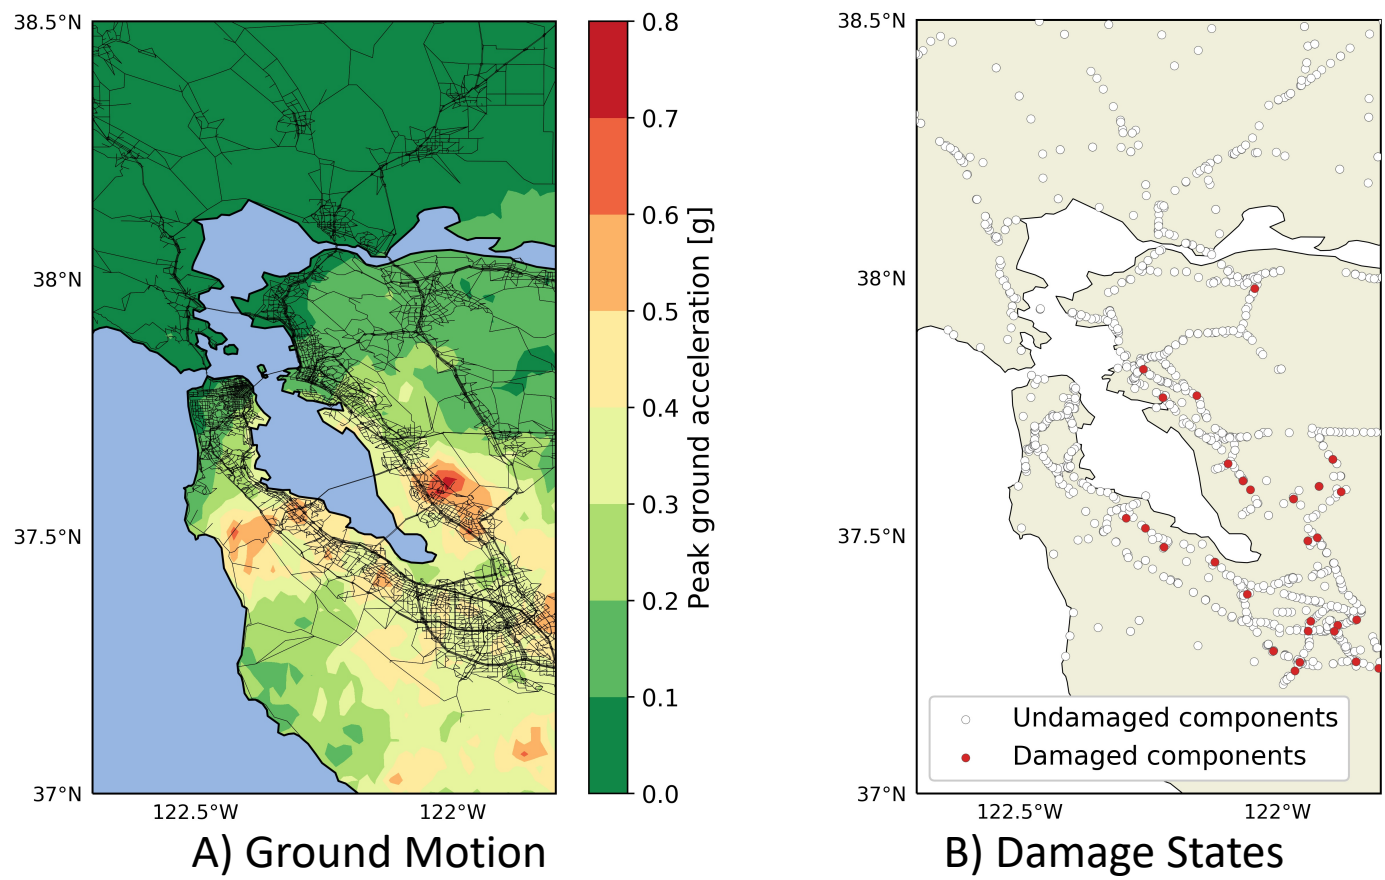 38.5°N
38°N
37.5°N
37°N
122.5°W
122°W
0.8
0.7
0.6
0.5
0.4
0.3
0.2
0.1
0.0
Peak ground acceleration [g]
A) Ground Motion
38.5°N
38°N
37.5°N
37°N
122.5°W
122°W
Undamaged components
Damaged components
B) Damage States